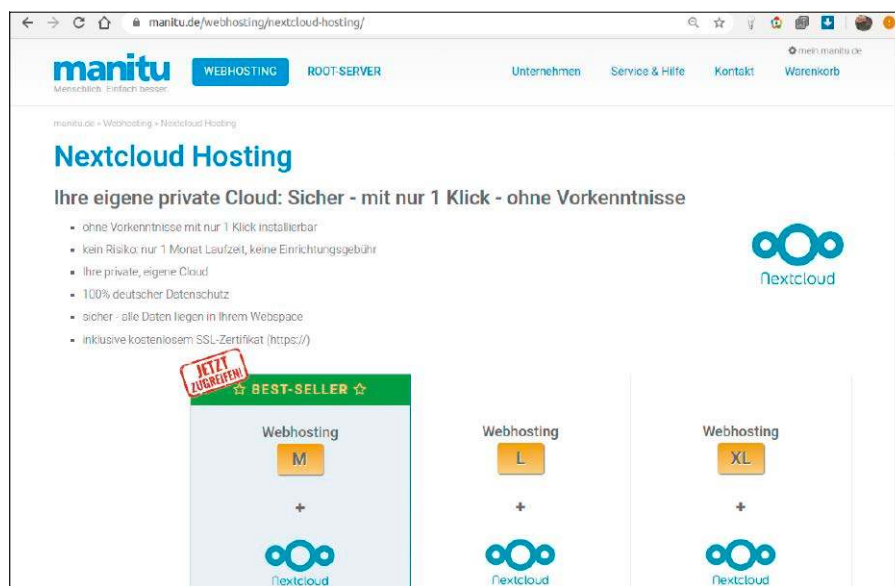 manitu.de/webhosting/nextcloud-hosting/
mein.manitu.de
manitu
Menschlich. Einfach besser.
WEBHOSTING
ROOT-SERVER
Unternehmen
Service & Hilfe
Kontakt
Warenkorb
manitu.de » Webhosting » Nextcloud Hosting
Nextcloud Hosting
Ihre eigene private Cloud: Sicher - mit nur 1 Klick - ohne Vorkenntnisse
ohne Vorkenntnisse mit nur 1 Klick installierbar
kein Risiko: nur 1 Monat Laufzeit, keine Einrichtungsgebühr
Ihre private, eigene Cloud
100% deutscher Datenschutz
sicher - alle Daten liegen in Ihrem Webspace
inklusive kostenlosem SSL-Zertifikat (https://)
Nextcloud
JETZT
ZUGREIFEN!
☆ BEST-SELLER ☆
Webhosting
M
+
Nextcloud
Webhosting
L
+
Nextcloud
Webhosting
XL
+
Nextcloud